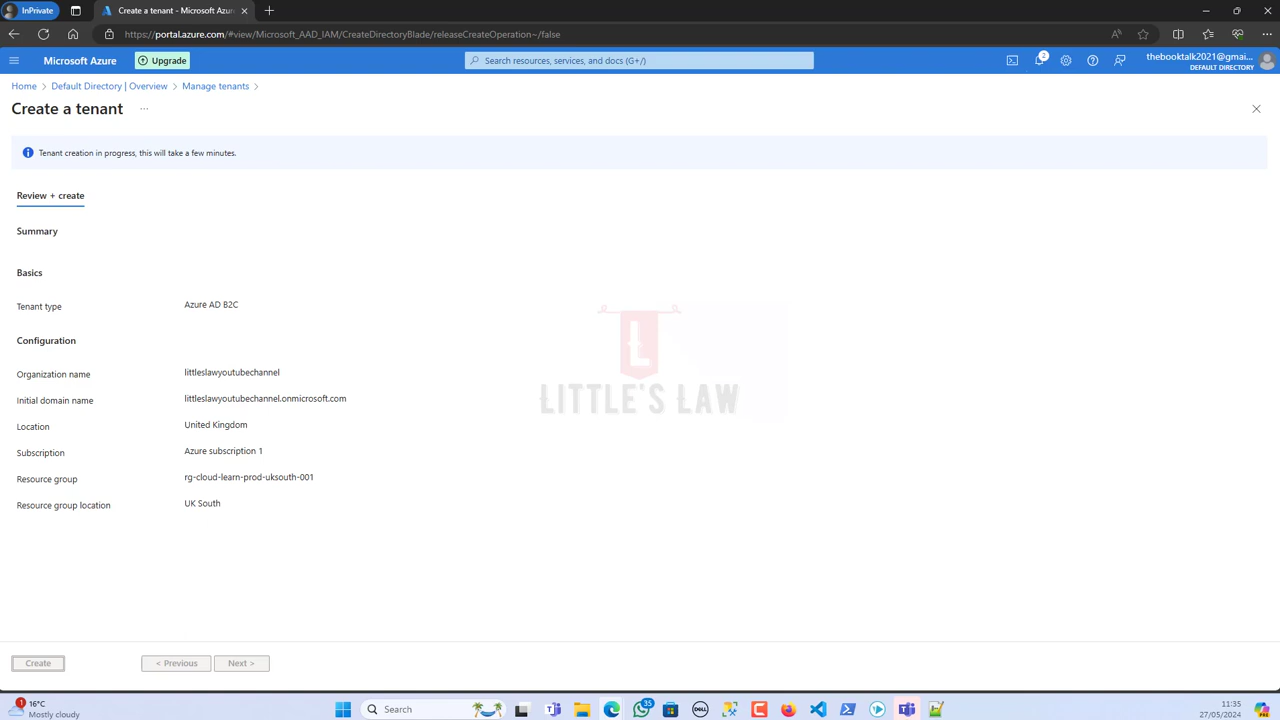 InPrivate
Create a tenant - Microsoft Azur
https://portal.azure.com/#view/Microsoft_AAD_IAM/CreateDirectoryBlade/releaseCreateOperation~/false
Microsoft Azure
Upgrade
Search resources, services, and docs (G+/)
2
thebooktalk2021@gmai...
DEFAULT DIRECTORY
Home > Default Directory | Overview > Manage tenants >
Create a tenant ...
Tenant creation in progress, this will take a few minutes.
Review + create
Summary
Basics
Tenant type Azure AD B2C
Configuration
Organization name littleslawyoutubechannel
Initial domain name littleslawyoutubechannel.onmicrosoft.com
Location United Kingdom
Subscription Azure subscription 1
Resource group rg-cloud-learn-prod-uksouth-001
Resource group location UK South
L
LITTLE'S LAW
Create
< Previous
Next >
1
16°C
Mostly cloudy
Search
35
DELL
11:35
27/05/2024